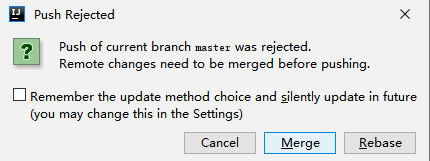 IJ Push Rejected
?
Push of current branch master was rejected.
Remote changes need to be merged before pushing.
Remember the update method choice and silently update in future
(you may change this in the Settings)
Cancel Merge Rebase